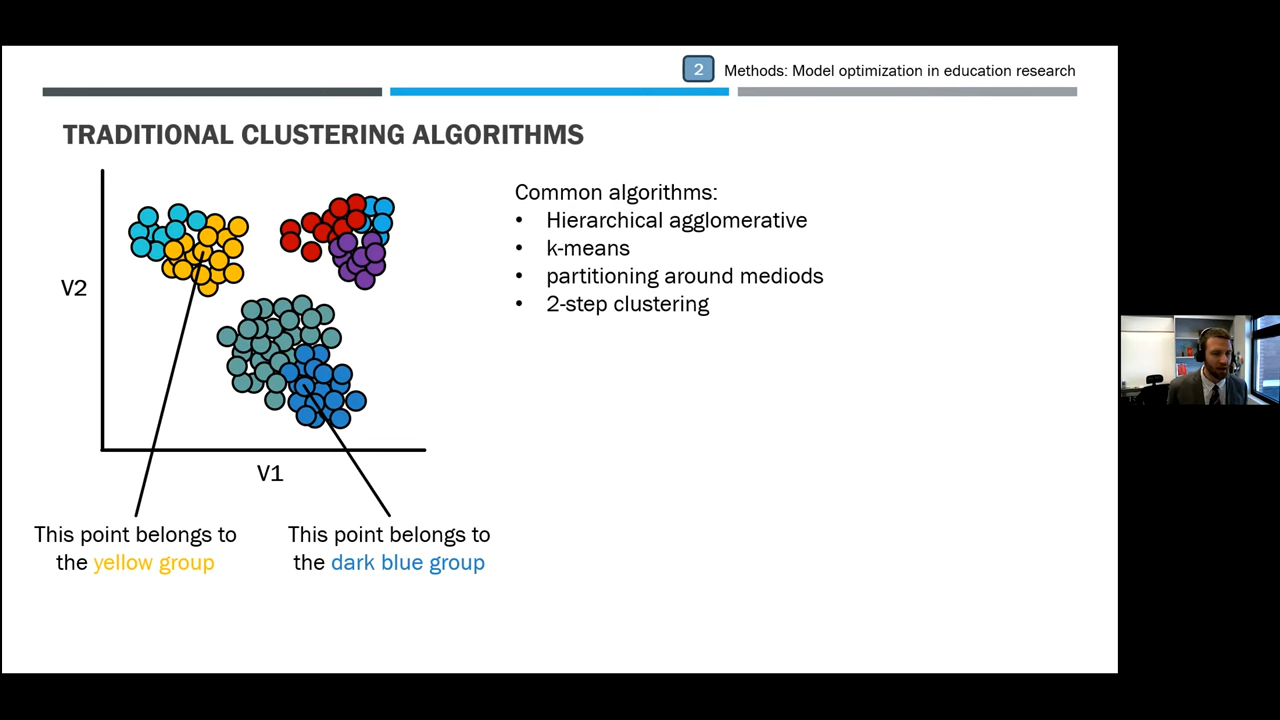 2
Methods: Model optimization in education research
TRADITIONAL CLUSTERING ALGORITHMS
V2
V1
This point belongs to
the yellow group
This point belongs to
the dark blue group
Common algorithms:
• Hierarchical agglomerative
• k-means
• partitioning around mediods
• 2-step clustering